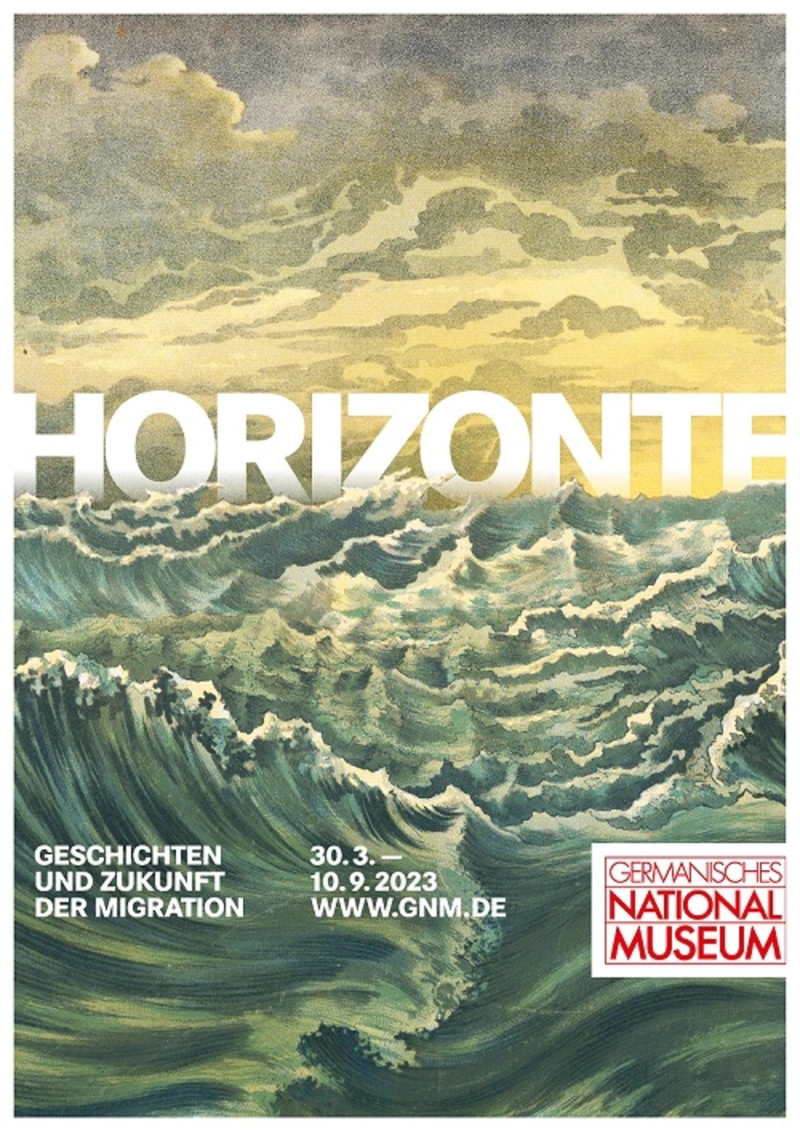 HORIZONTE
GESCHICHTEN
UND ZUKUNFT
DER MIGRATION
30. 3. —
10. 9. 2023
WWW.GNM.DE
GERMANISCHES
NATIONAL
MUSEUM